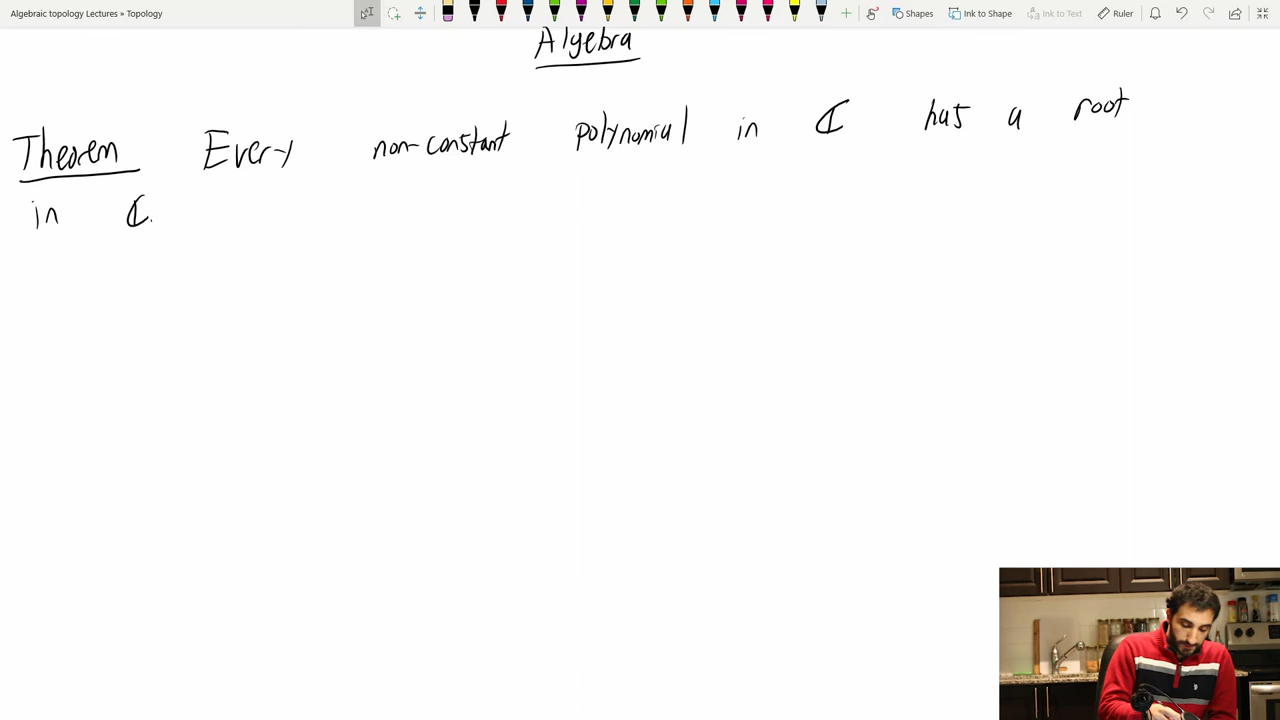 Algebraic topology Lectures » Topology
Shapes
Ink to Shape
Ink to Text
Ruler
Algebra
Theorem Every non-constant polynomial in ℂ has a root
in ℂ.